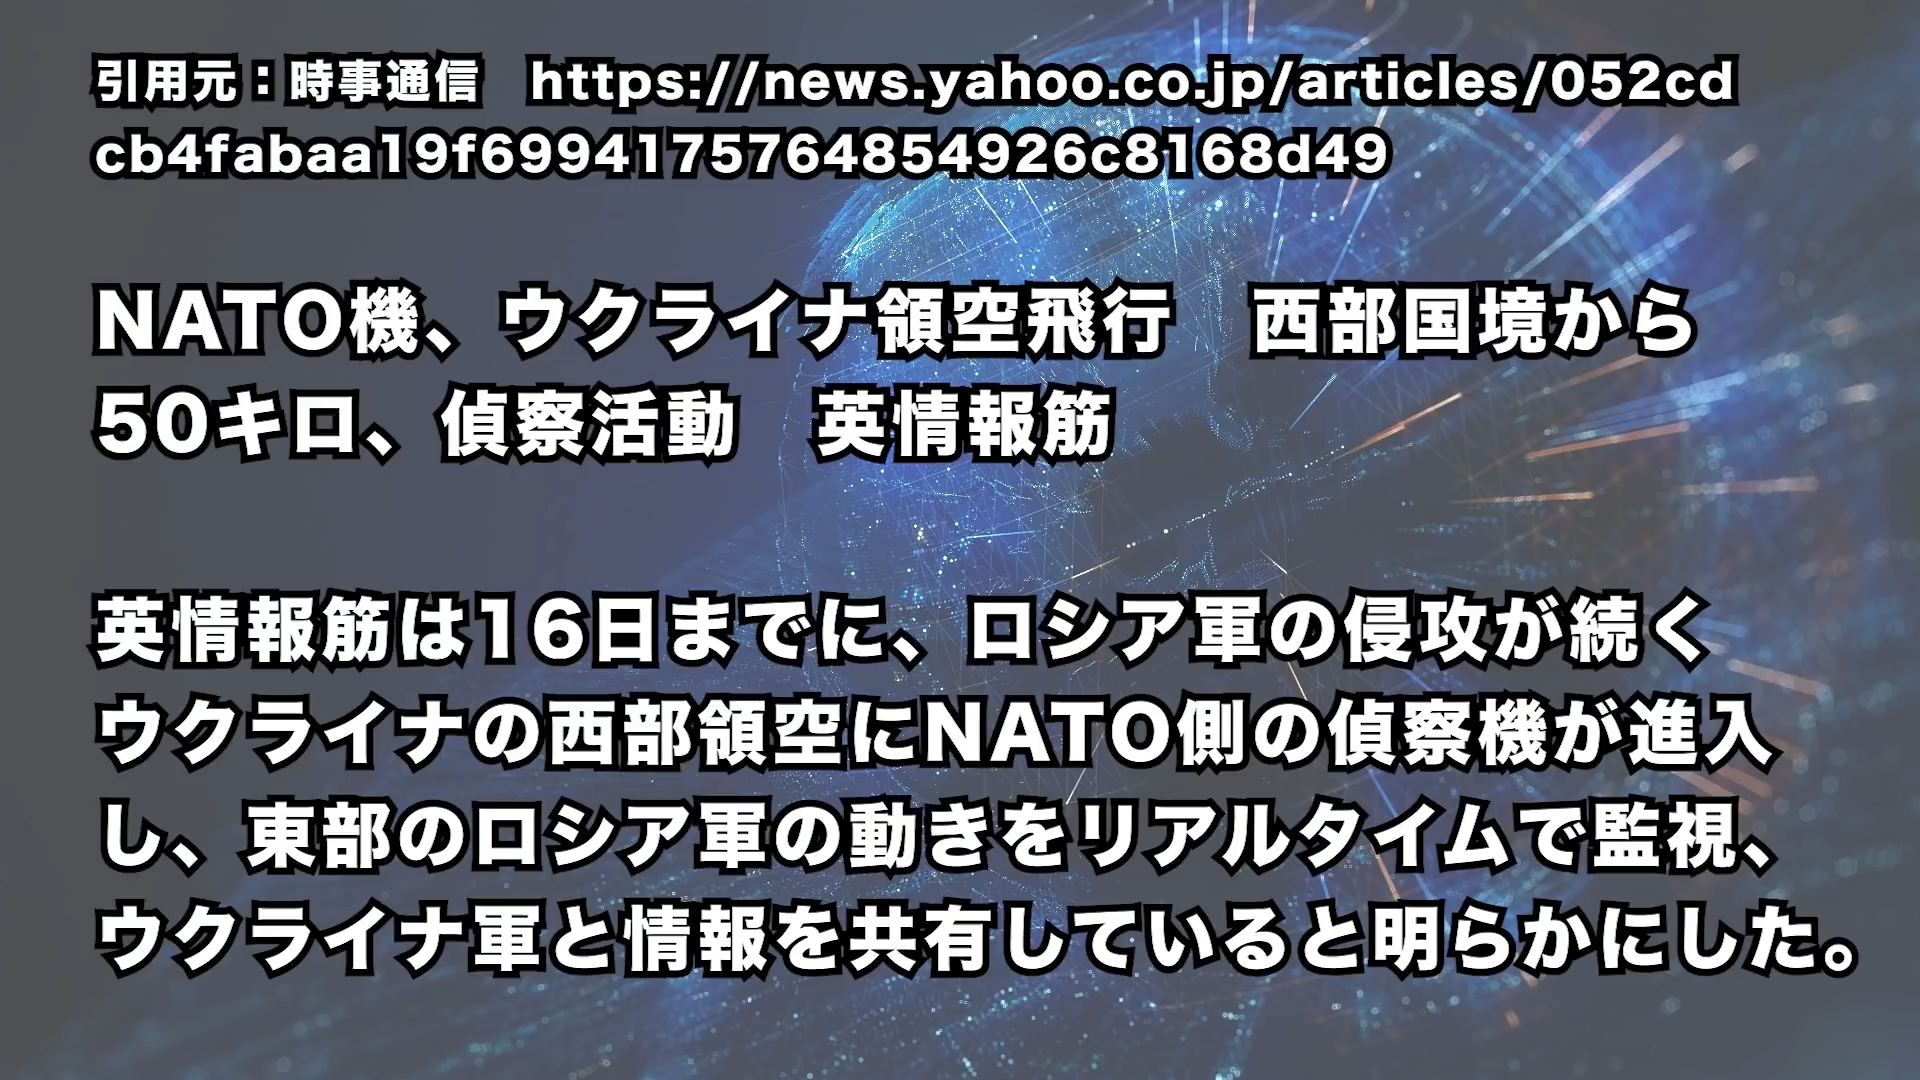 引用元：時事通信　https://news.yahoo.co.jp/articles/052cd
cb4fabaa19f6994175764854926c8168d49
NATO機、ウクライナ領空飛行　西部国境から
50キロ、偵察活動　英情報筋
英情報筋は16日までに、ロシア軍の侵攻が続く
ウクライナの西部領空にNATO側の偵察機が進入
し、東部のロシア軍の動きをリアルタイムで監視、
ウクライナ軍と情報を共有していると明らかにした。